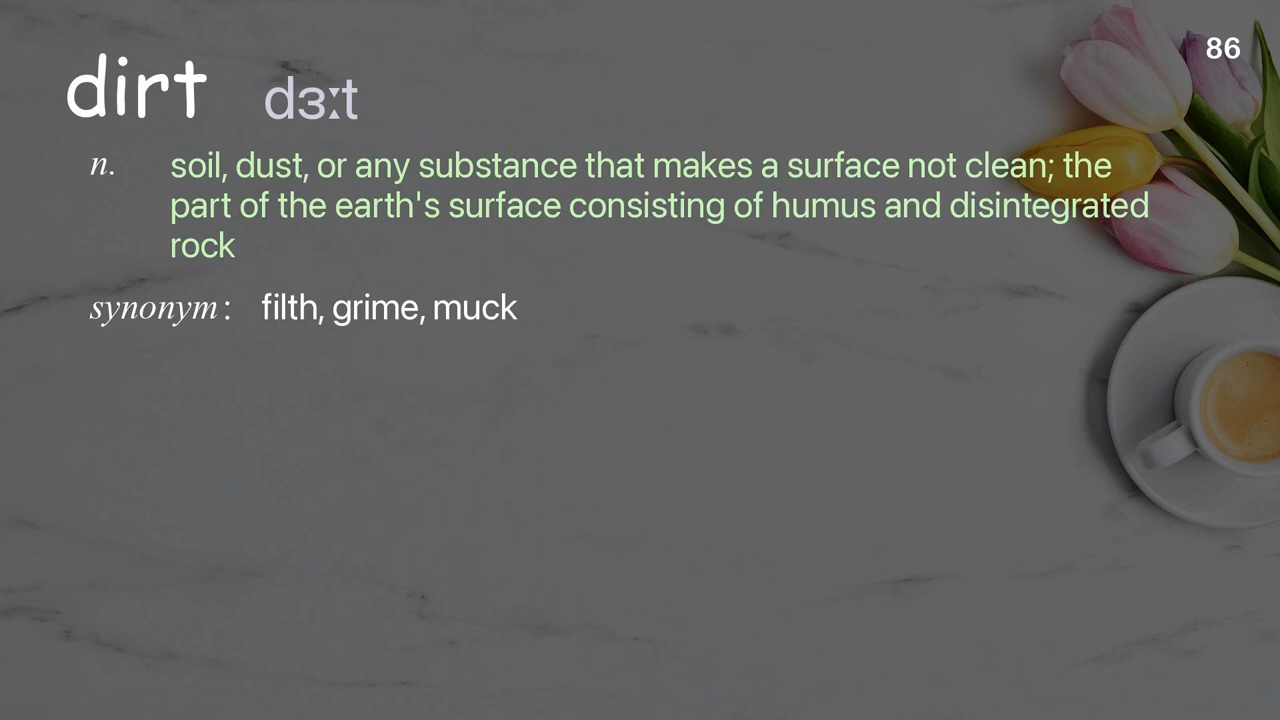 86
dirt dɜːt
n. soil, dust, or any substance that makes a surface not clean; the
part of the earth's surface consisting of humus and disintegrated
rock
synonym: filth, grime, muck